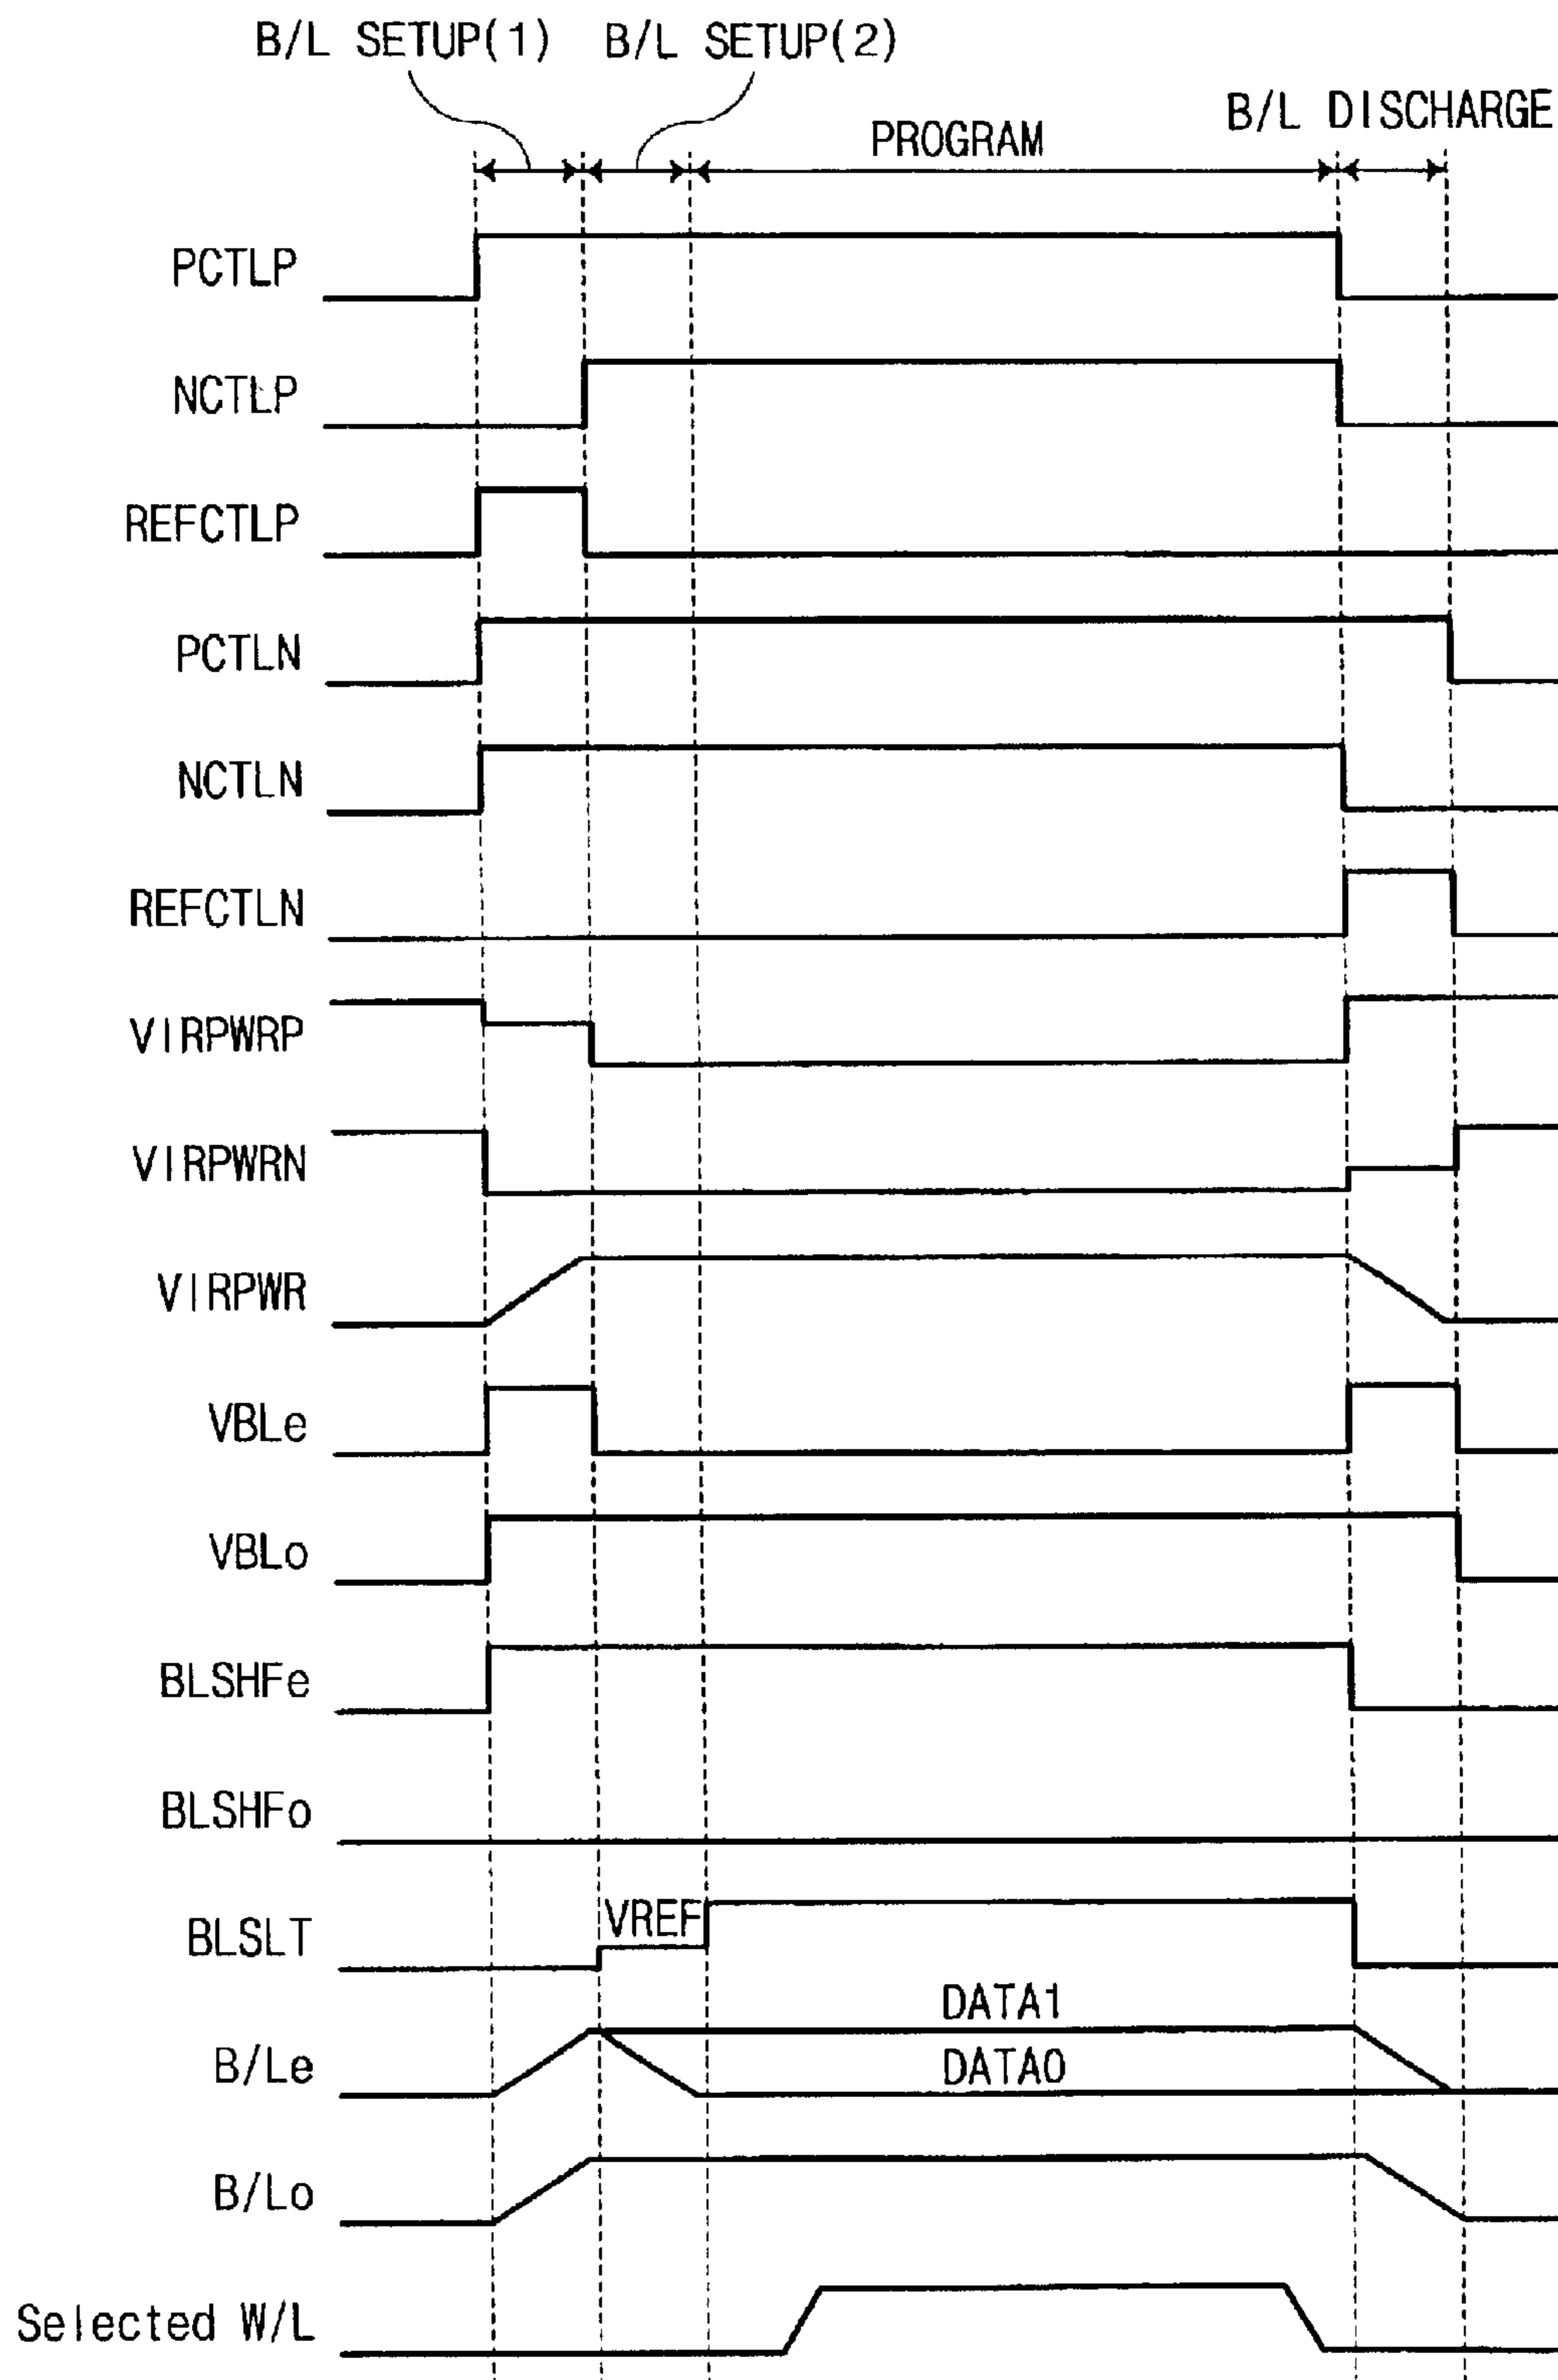 B/L SETUP(1) B/L SETUP(2)
B/L DISCHARGE
PROGRAM
PCTLP
NCTLP
REFCTLP
PCTLN
NCTLN
REFCTLN
VIRPWRP
VIRPWRN
VIRPWR
VBLe
VBLo
BLSHFe
BLSHFo
VREF
BLSLT
DATA1
B/Le
DATA0
B/Lo
Selected W/L